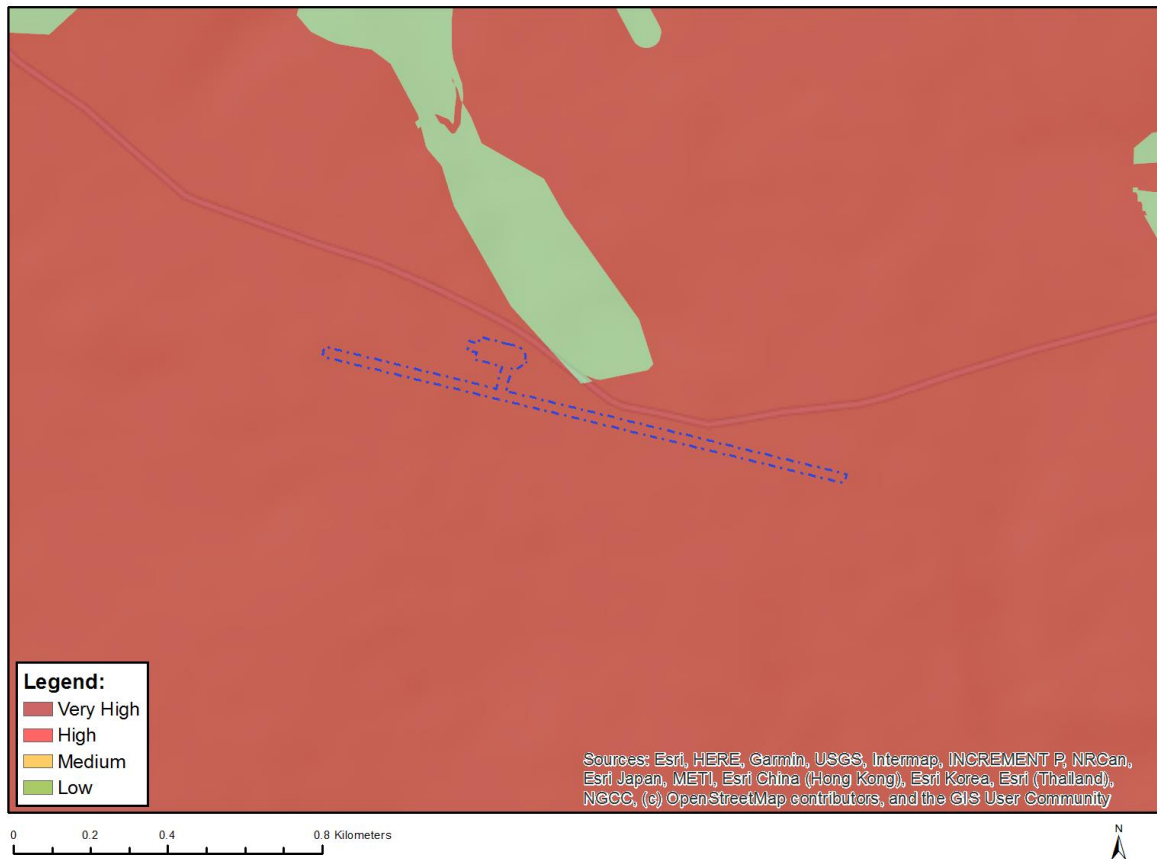 Legend:
Very High
High
Medium
Low
Sources: Esri, HERE, Garmin, USGS, Intermap, INCREMENT P, NRCan,
Esri Japan, METI, Esri China (Hong Kong), Esri Korea, Esri (Thailand),
NGCC, (c) OpenStreetMap contributors, and the GIS User Community
0 0.2 0.4 0.8 Kilometers
N